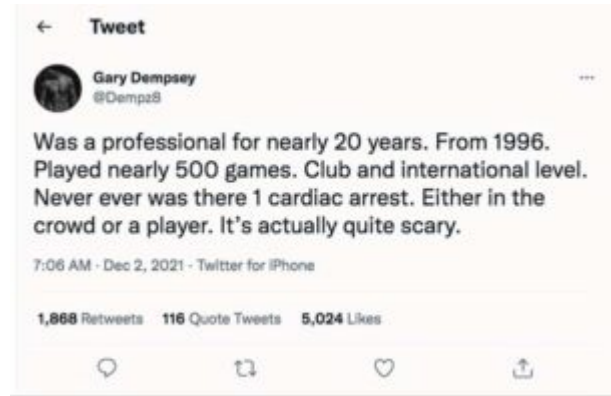 Tweet
Gary Dempsey
@Dempz8
Was a professional for nearly 20 years. From 1996.
Played nearly 500 games. Club and international level.
Never ever was there 1 cardiac arrest. Either in the
crowd or a player. It’s actually quite scary.
7:06 AM · Dec 2, 2021 · Twitter for iPhone
1,868 Retweets 116 Quote Tweets 5,024 Likes